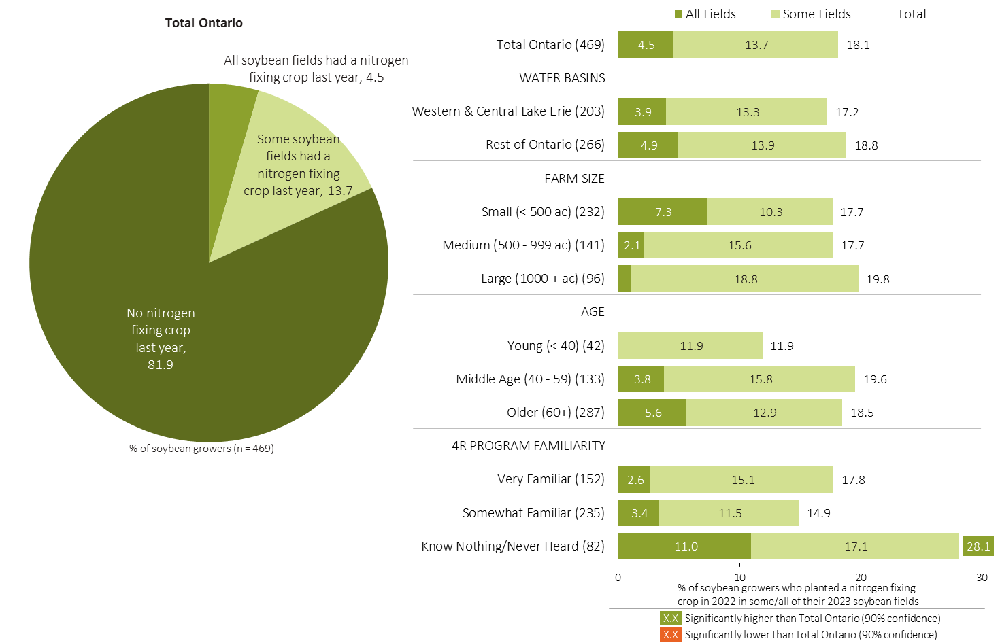 Total Ontario
All soybean fields had a nitrogen
fixing crop last year, 4.5
Some soybean
fields had a
nitrogen fixing
crop last year, 13.7
No nitrogen
fixing crop
last year,
81.9
% of soybean growers (n = 469)
All Fields Some Fields Total
Total Ontario (469) 4.5 13.7 18.1
WATER BASINS
Western & Central Lake Erie (203) 3.9 13.3 17.2
Rest of Ontario (266) 4.9 13.9 18.8
FARM SIZE
Small (< 500 ac) (232) 7.3 10.3 17.7
Medium (500 - 999 ac) (141) 2.1 15.6 17.7
Large (1000 + ac) (96) 18.8 19.8
AGE
Young (< 40) (42) 11.9 11.9
Middle Age (40 - 59) (133) 3.8 15.8 19.6
Older (60+) (287) 5.6 12.9 18.5
4R PROGRAM FAMILIARITY
Very Familiar (152) 2.6 15.1 17.8
Somewhat Familiar (235) 3.4 11.5 14.9
Know Nothing/Never Heard (82) 11.0 17.1 28.1
0 10 20 30
% of soybean growers who planted a nitrogen fixing
crop in 2022 in some/all of their 2023 soybean fields
X.X Significantly higher than Total Ontario (90% confidence)
X.X Significantly lower than Total Ontario (90% confidence)